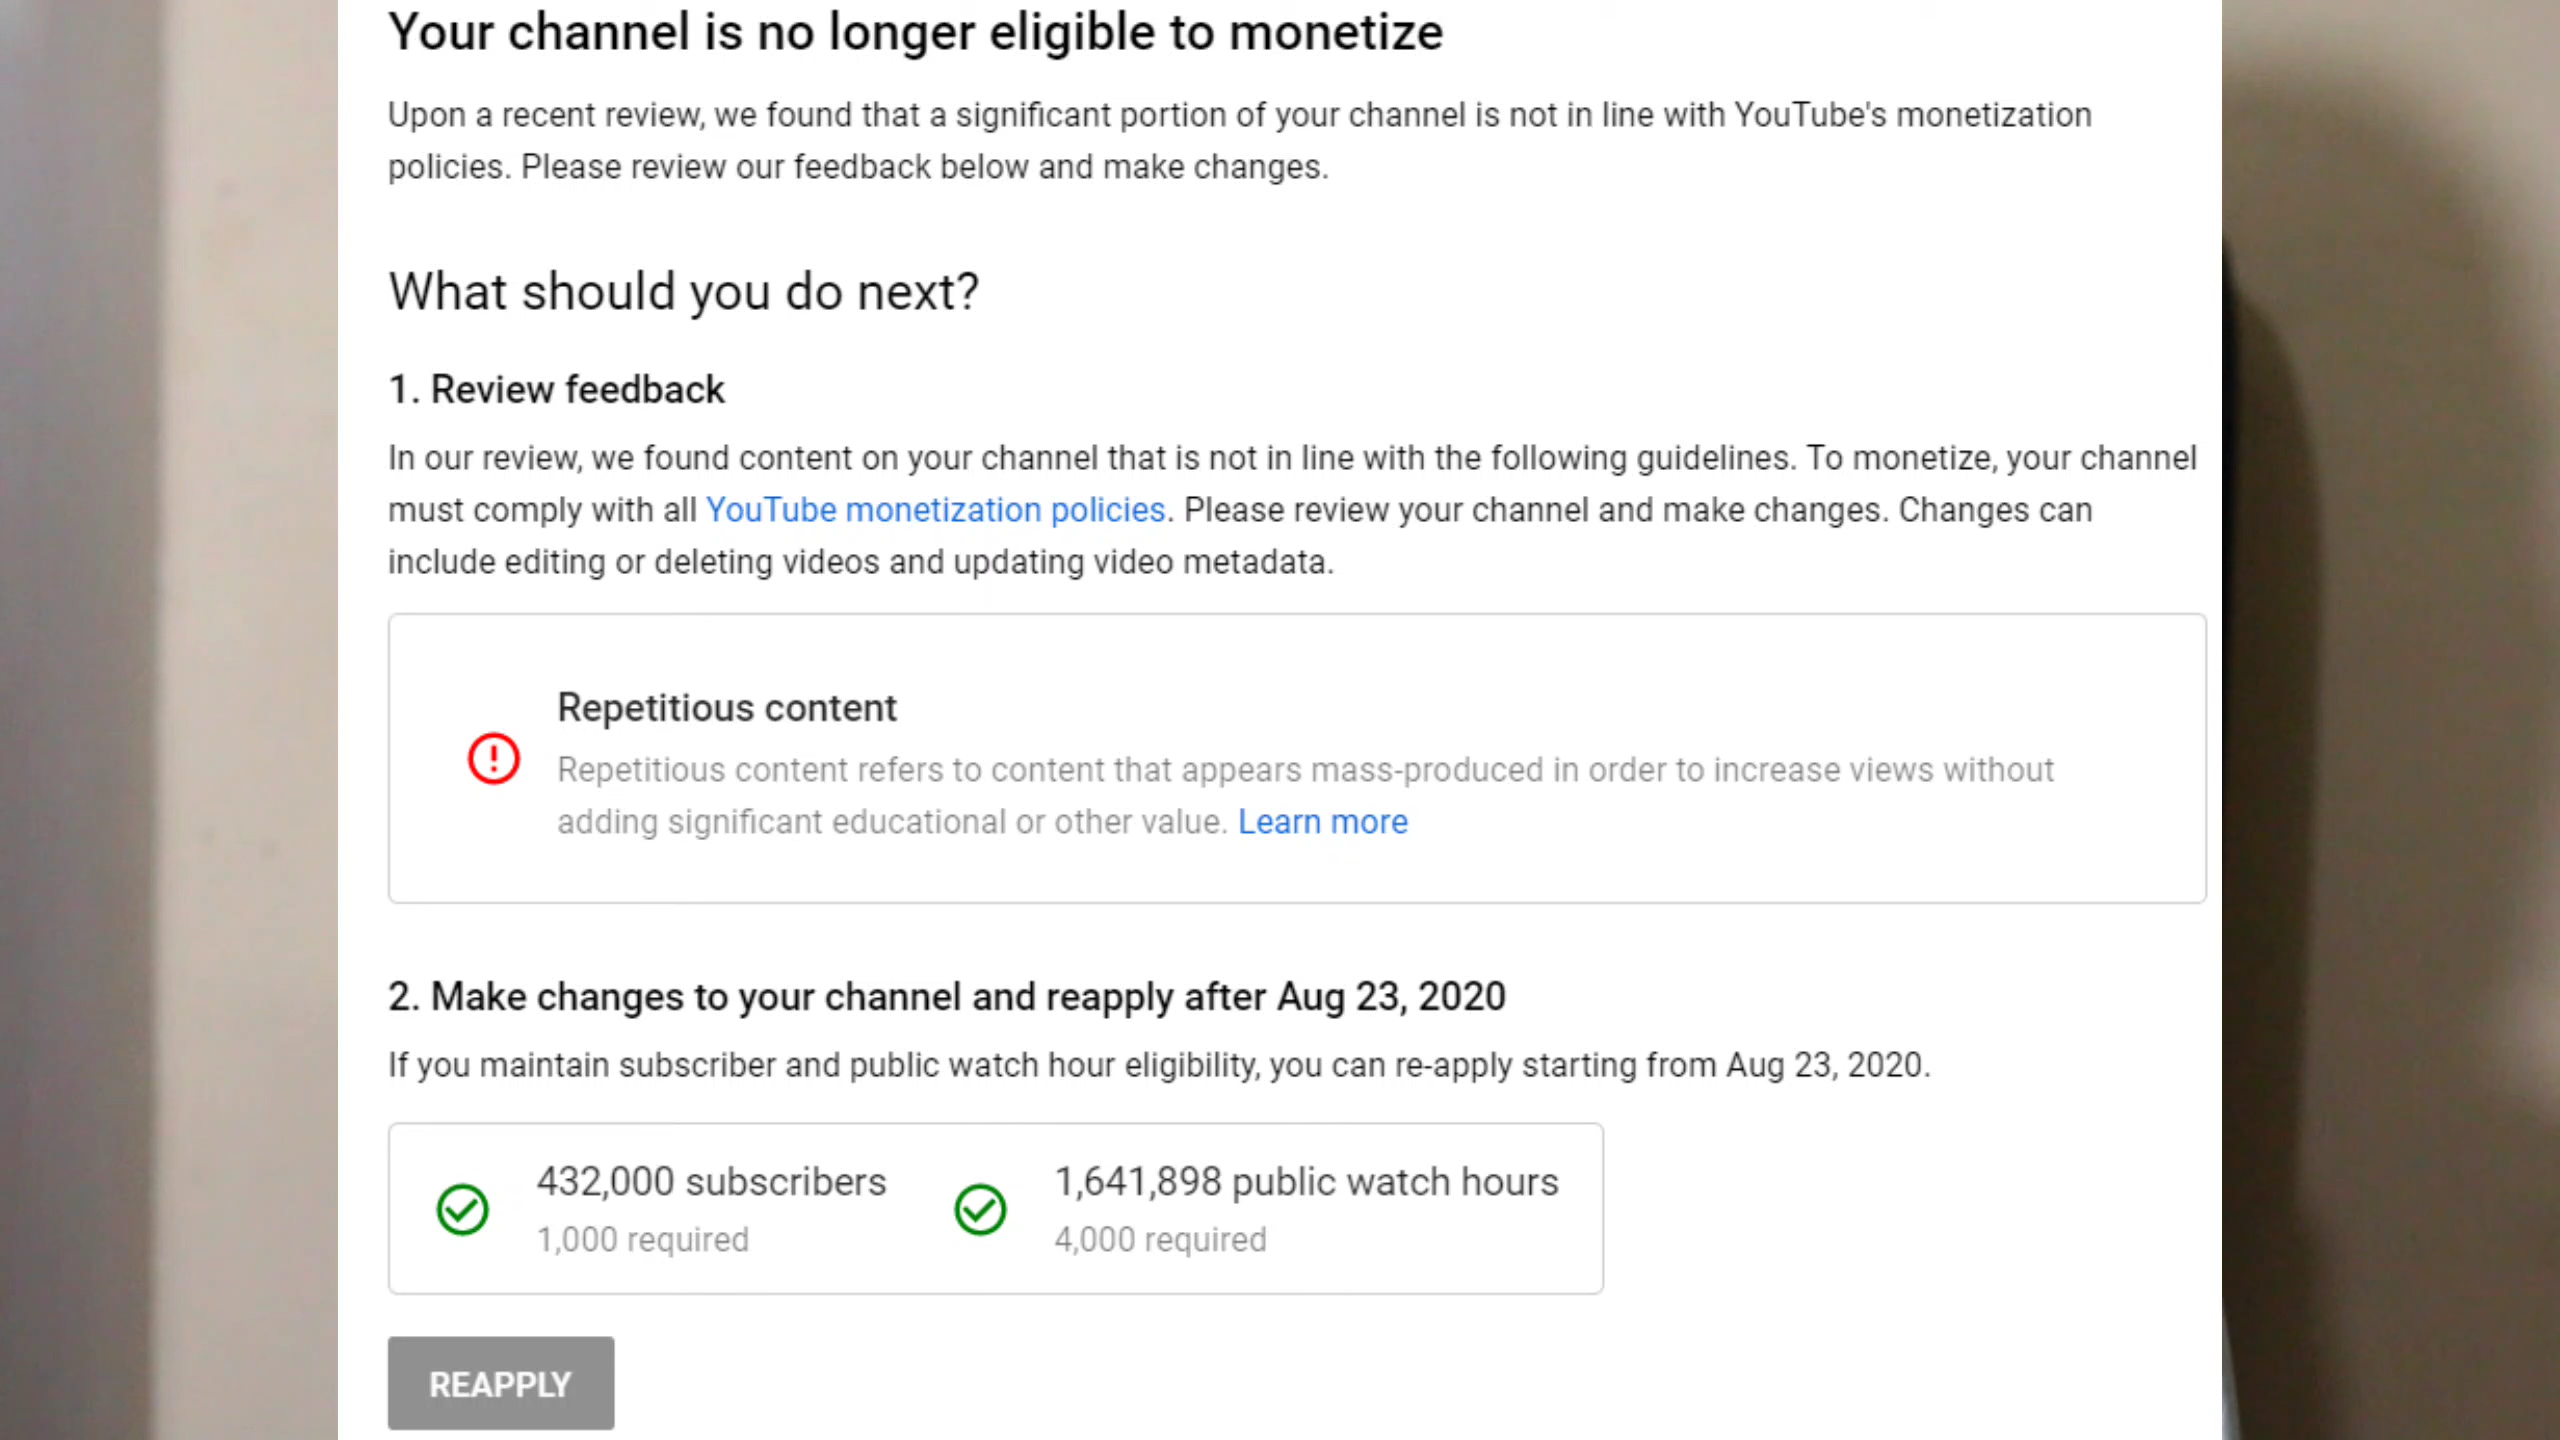 Your channel is no longer eligible to monetize
Upon a recent review, we found that a significant portion of your channel is not in line with YouTube's monetization
policies. Please review our feedback below and make changes.
What should you do next?
1. Review feedback
In our review, we found content on your channel that is not in line with the following guidelines. To monetize, your channel
must comply with all YouTube monetization policies. Please review your channel and make changes. Changes can
include editing or deleting videos and updating video metadata.
Repetitious content
Repetitious content refers to content that appears mass-produced in order to increase views without
adding significant educational or other value. Learn more
2. Make changes to your channel and reapply after Aug 23, 2020
If you maintain subscriber and public watch hour eligibility, you can re-apply starting from Aug 23, 2020.
432,000 subscribers
1,000 required
1,641,898 public watch hours
4,000 required
REAPPLY